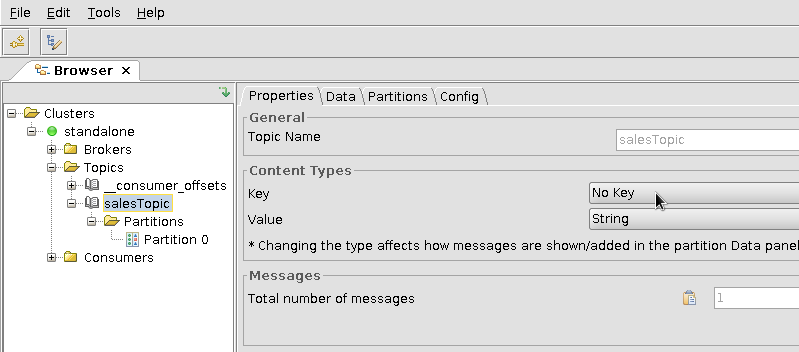 File Edit Tools Help
Browser
Clusters
standalone
Brokers
Topics
__consumer_offsets
salesTopic
Partitions
Partition 0
Consumers
Properties Data Partitions Config
General
Topic Name salesTopic
Content Types
Key No Key
Value String
* Changing the type affects how messages are shown/added in the partition Data panel
Messages
Total number of messages 1